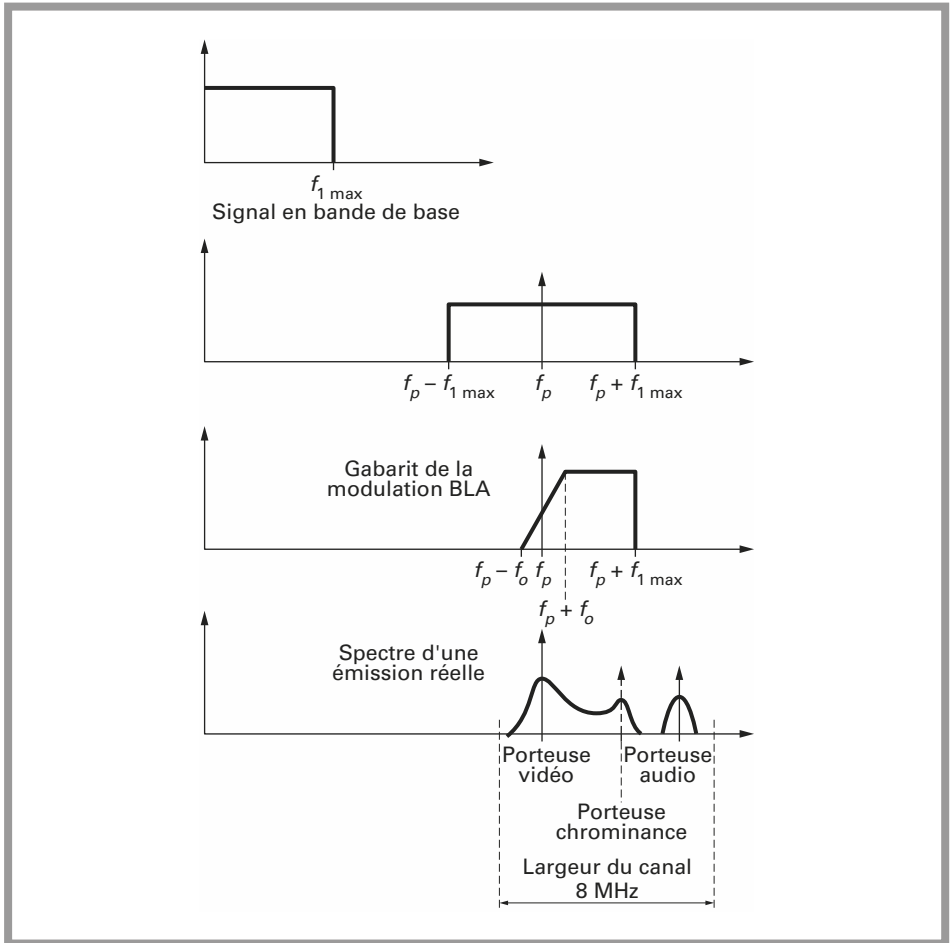 f1 max
Signal en bande de base
fp – f1 max
fp
fp + f1 max
Gabarit de la
modulation BLA
fp – fo
fp
fp + f1 max
fp + fo
Spectre d'une
émission réelle
Porteuse
vidéo
Porteuse
audio
Porteuse
chrominance
Largeur du canal
8 MHz